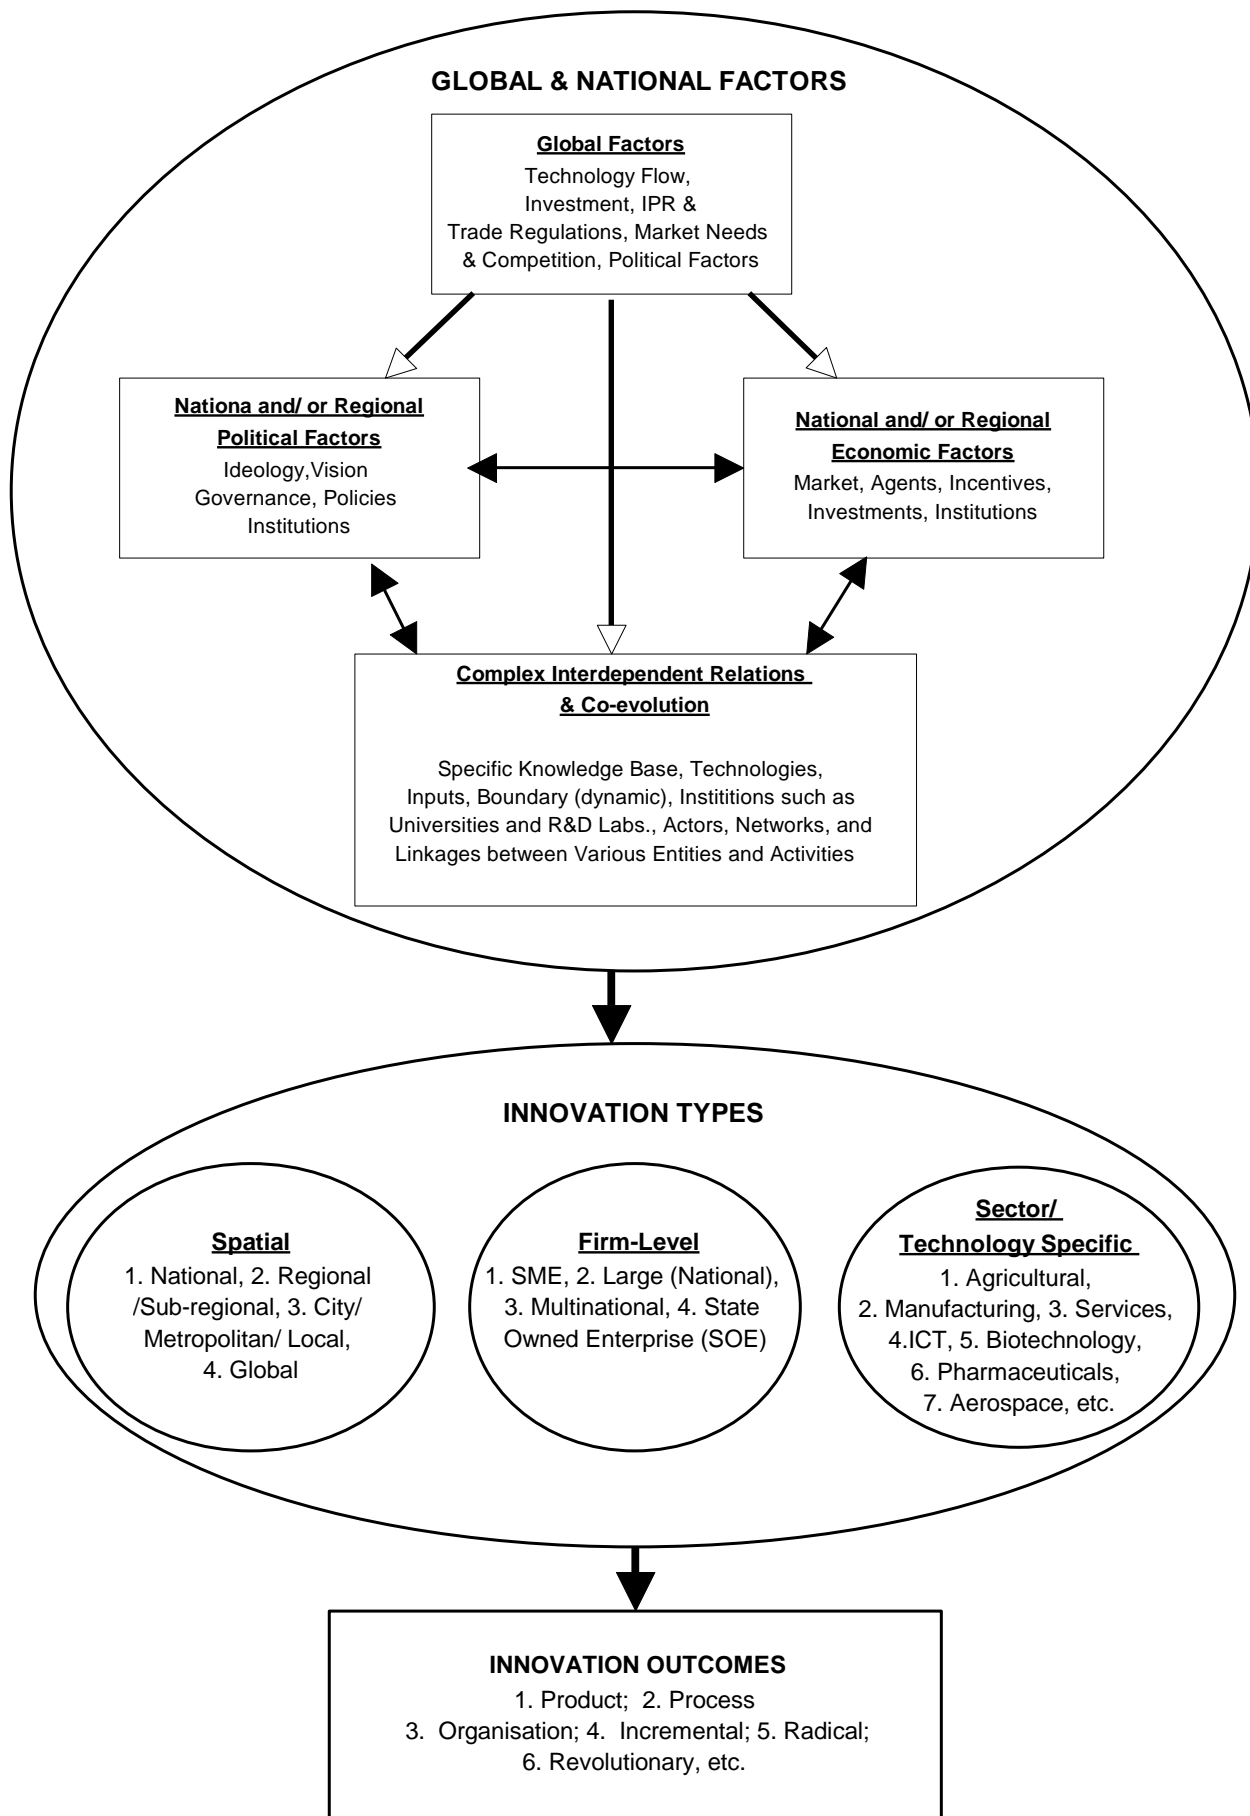 GLOBAL & NATIONAL FACTORS
Global Factors
Technology Flow,
Investment, IPR &
Trade Regulations, Market Needs
& Competition, Political Factors
Nationa and/ or Regional
Political Factors
Ideology,Vision
Governance, Policies
Institutions
National and/ or Regional
Economic Factors
Market, Agents, Incentives,
Investments, Institutions
Complex Interdependent Relations
& Co-evolution
Specific Knowledge Base, Technologies,
Inputs, Boundary (dynamic), Instititions such as
Universities and R&D Labs., Actors, Networks, and
Linkages between Various Entities and Activities
INNOVATION TYPES
Spatial
1. National, 2. Regional
/Sub-regional, 3. City/
Metropolitan/ Local,
4. Global
Firm-Level
1. SME, 2. Large (National),
3. Multinational, 4. State
Owned Enterprise (SOE)
Sector/
Technology Specific
1. Agricultural,
2. Manufacturing, 3. Services,
4.ICT, 5. Biotechnology,
6. Pharmaceuticals,
7. Aerospace, etc.
INNOVATION OUTCOMES
1. Product; 2. Process
3. Organisation; 4. Incremental; 5. Radical;
6. Revolutionary, etc.